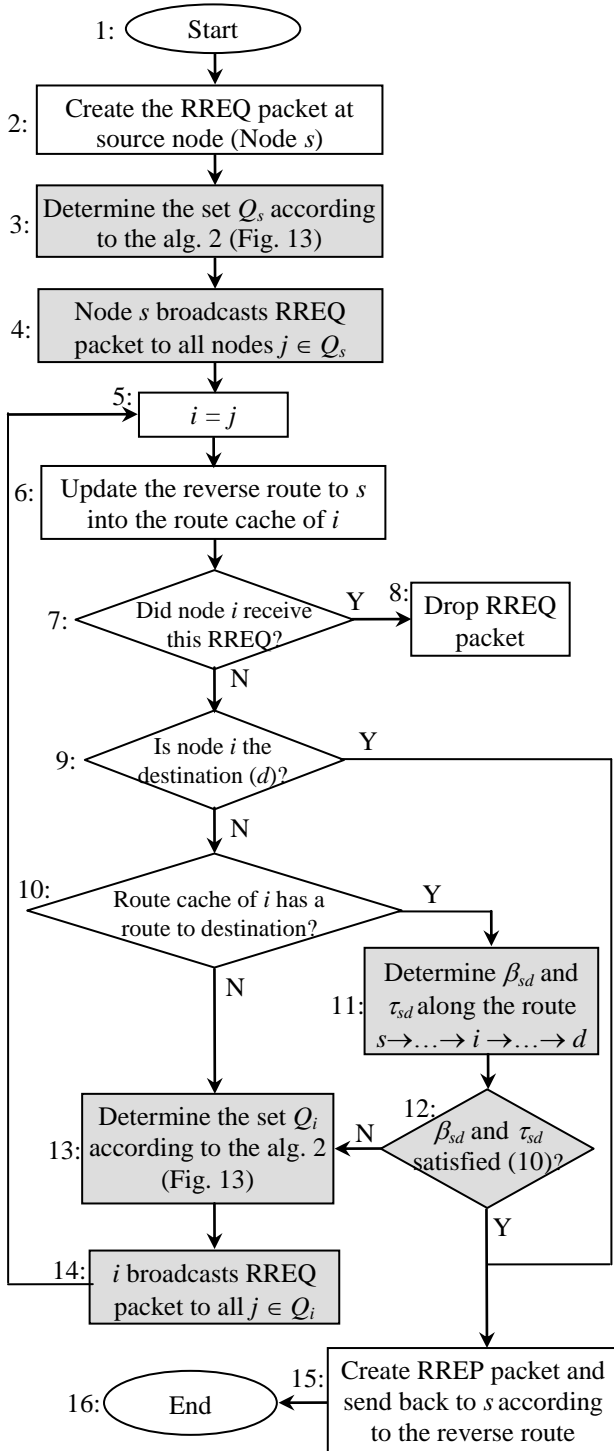 1:
Start
2:
Create the RREQ packet at
source node (Node s)
3:
Determine the set Qs according
to the alg. 2 (Fig. 13)
4:
Node s broadcasts RREQ
packet to all nodes j ∈ Qs
5:
i = j
6:
Update the reverse route to s
into the route cache of i
7:
Did node i receive
this RREQ?
Y
8:
Drop RREQ
packet
N
9:
Is node i the
destination (d)?
Y
N
10:
Route cache of i has a
route to destination?
Y
N
11:
Determine βsd and
τsd along the route
s→…→ i →…→ d
12:
βsd and τsd
satisfied (10)?
N
Y
13:
Determine the set Qi
according to the alg. 2
(Fig. 13)
14:
i broadcasts RREQ
packet to all j ∈ Qi
15:
Create RREP packet and
send back to s according
to the reverse route
16:
End